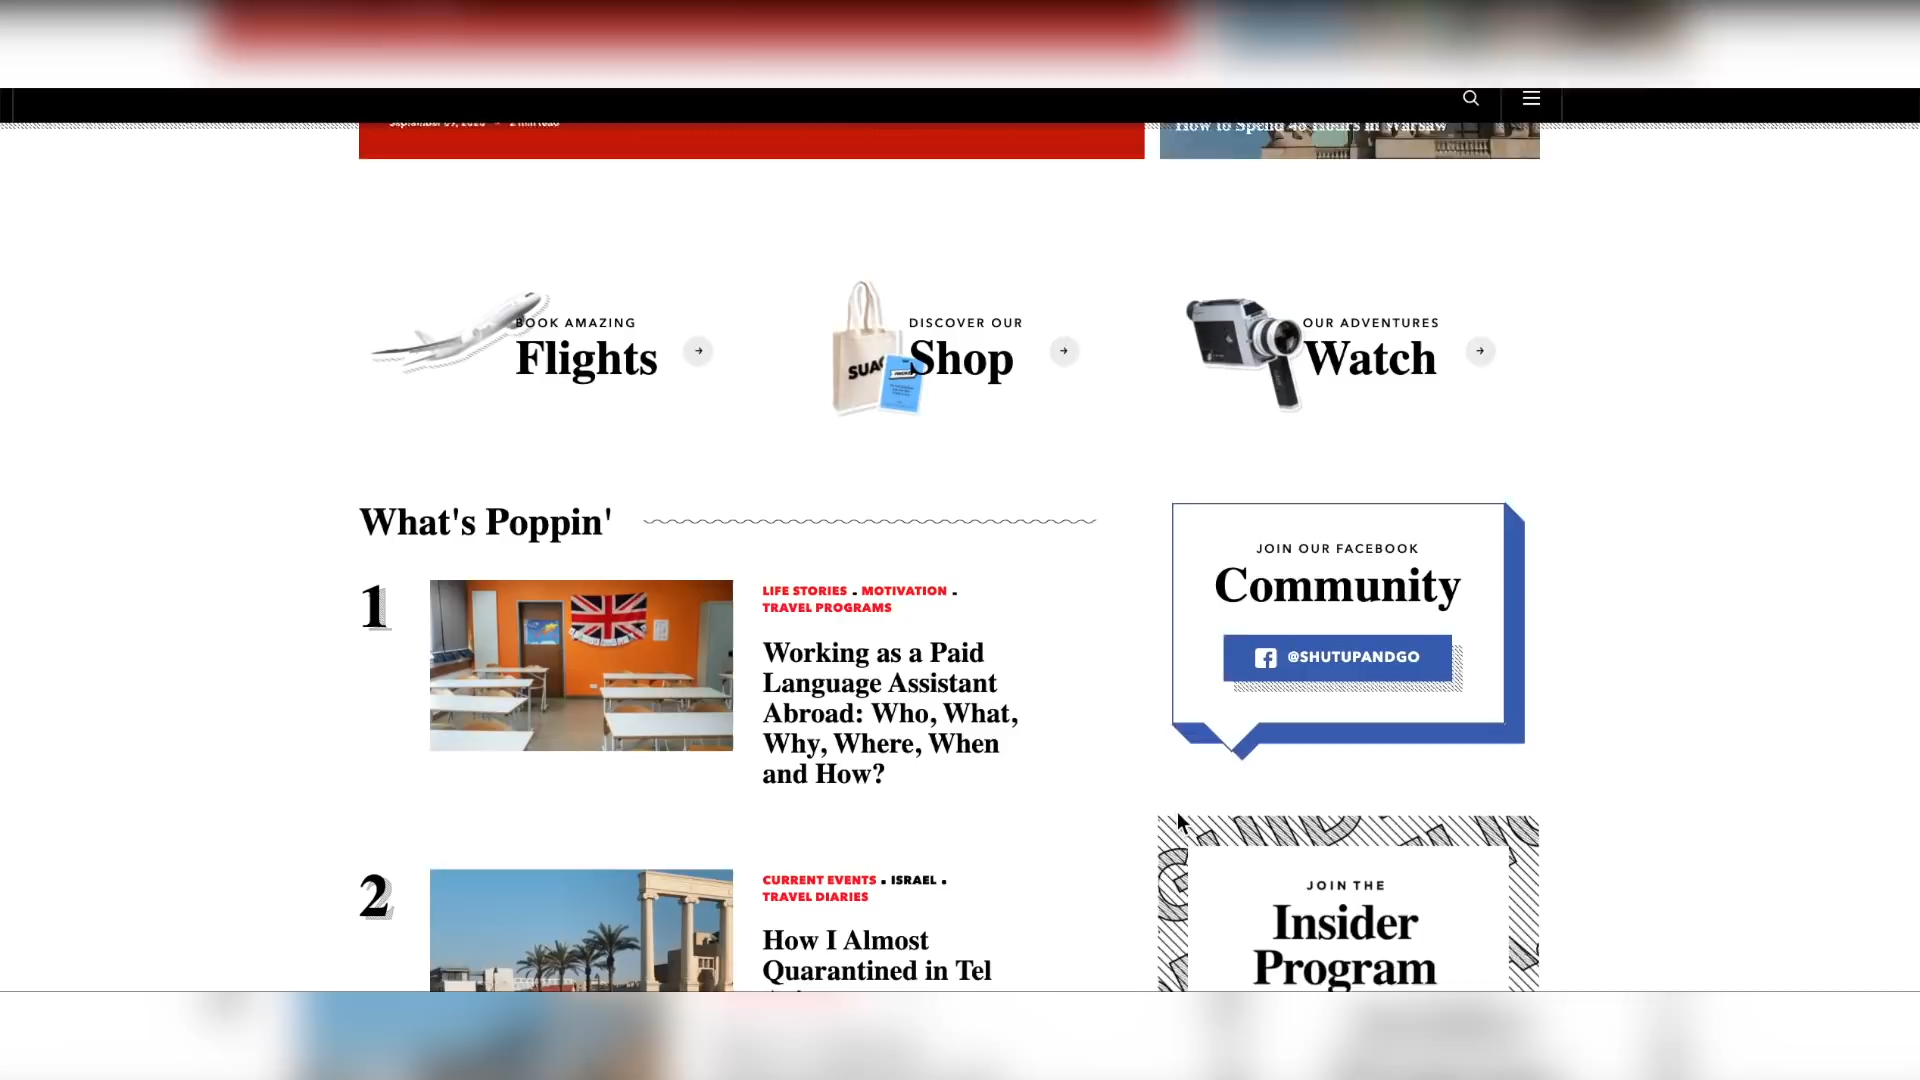 How to Spend 48 Hours in Warsaw
BOOK AMAZING
Flights
DISCOVER OUR
Shop
OUR ADVENTURES
Watch
What's Poppin'
1
LIFE STORIES . MOTIVATION .
TRAVEL PROGRAMS
Working as a Paid
Language Assistant
Abroad: Who, What,
Why, Where, When
and How?
JOIN OUR FACEBOOK
Community
@SHUTUPANDGO
2
CURRENT EVENTS . ISRAEL .
TRAVEL DIARIES
How I Almost
Quarantined in Tel
JOIN THE
Insider
Program